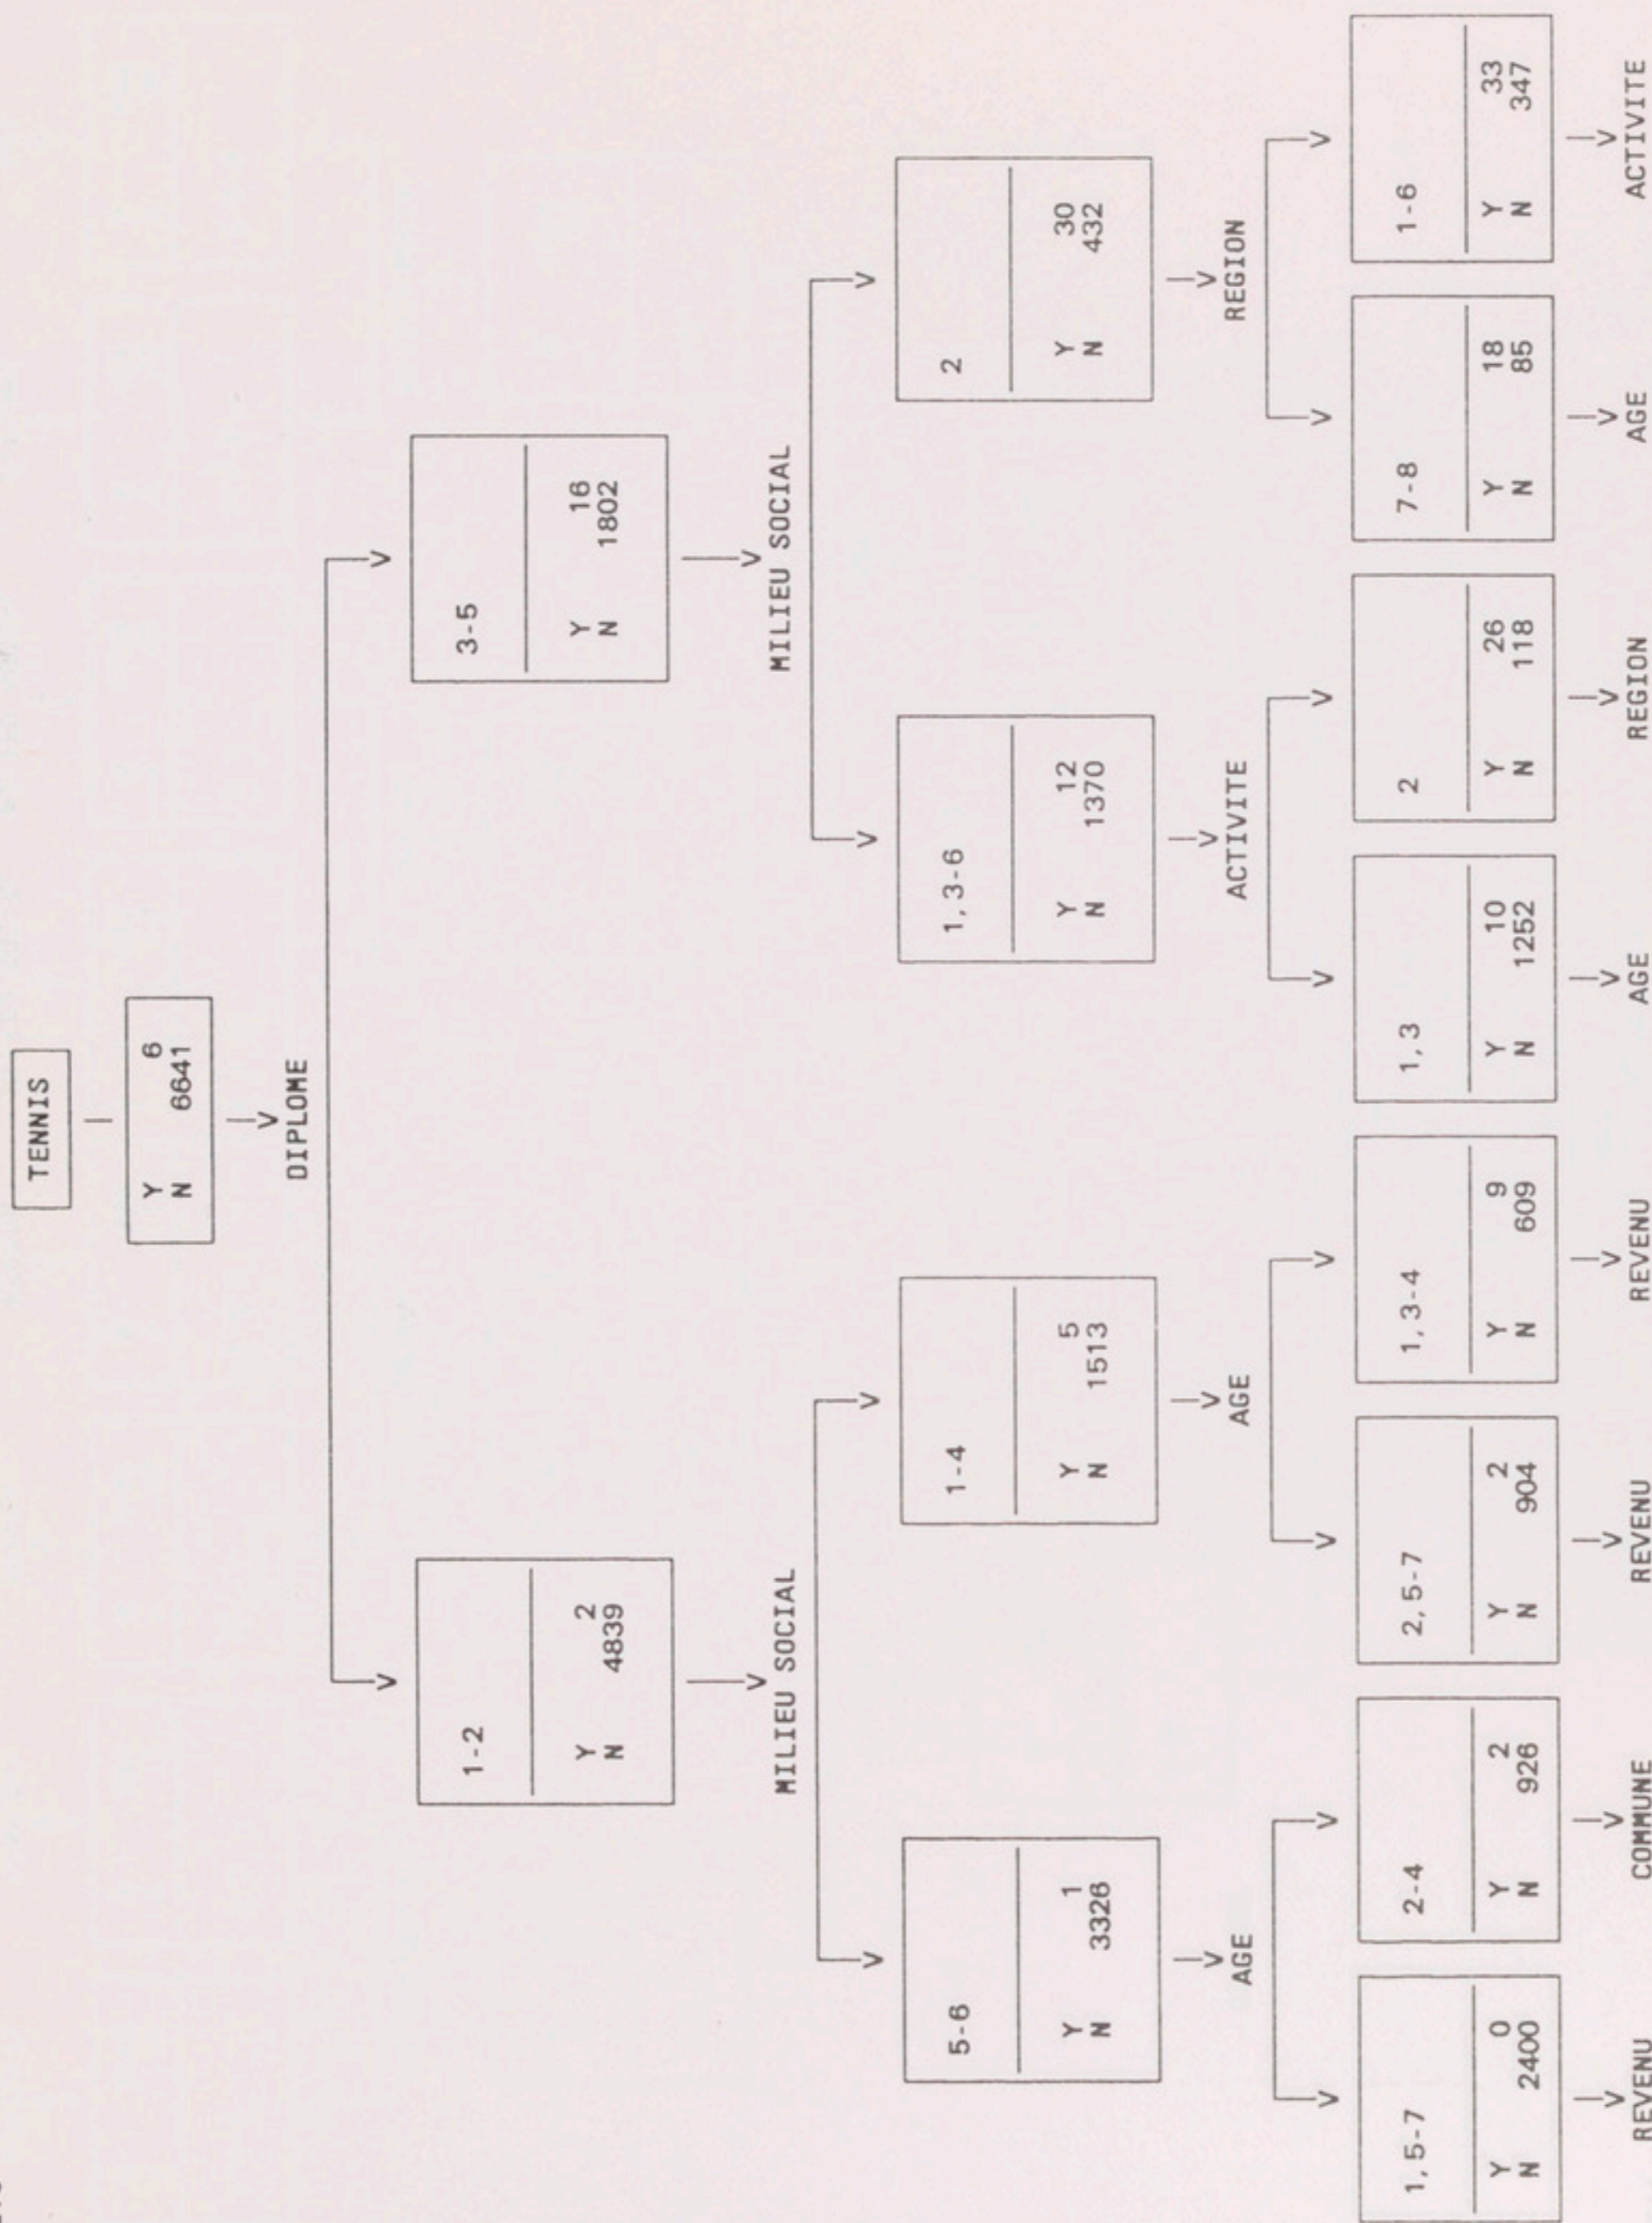 TENNIS
Y 6
N 6641
DIPLOME
1-2
Y 2
N 4839
3-5
Y 16
N 1802
MILIEU SOCIAL
MILIEU SOCIAL
5-6
Y 1
N 3326
1-4
Y 5
N 1513
1,3-6
Y 12
N 1370
2
Y 30
N 432
AGE
AGE
ACTIVITE
REGION
1,5-7
Y 0
N 2400
2-4
Y 2
N 926
2,5-7
Y 2
N 904
1,3-4
Y 9
N 609
1,3
Y 10
N 1252
2
Y 26
N 118
7-8
Y 18
N 85
1-6
Y 33
N 347
REVENU
COMMUNE
REVENU
REVENU
AGE
REGION
AGE
ACTIVITE